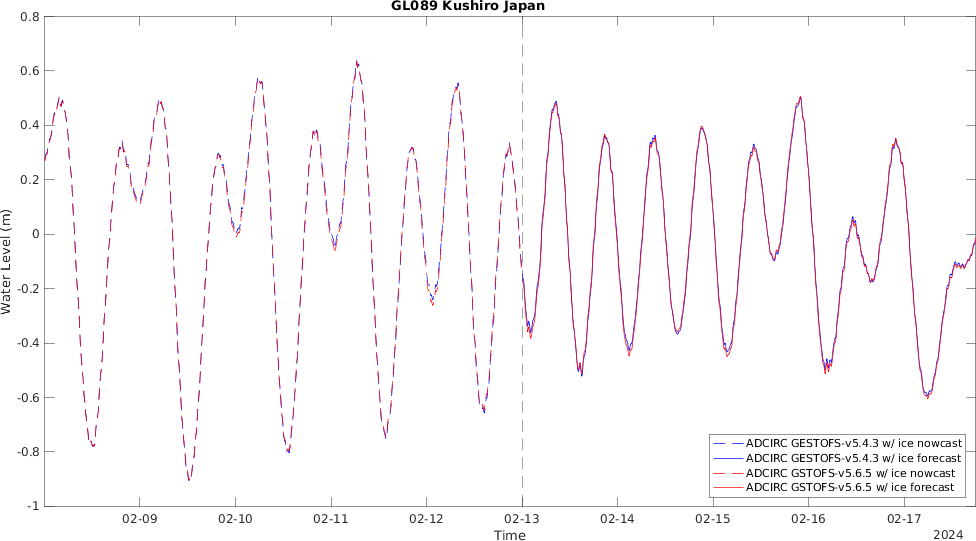 GL089 Kushiro Japan
0.8
0.6
0.4
0.2
0
-0.2
-0.4
-0.6
-0.8
-1
Water Level (m)
ADCIRC GESTOFS-v5.4.3 w/ ice nowcast
ADCIRC GESTOFS-v5.4.3 w/ ice forecast
ADCIRC GSTOFS-v5.6.5 w/ ice nowcast
ADCIRC GSTOFS-v5.6.5 w/ ice forecast
02-09 02-10 02-11 02-12 02-13 02-14 02-15 02-16 02-17
Time
2024